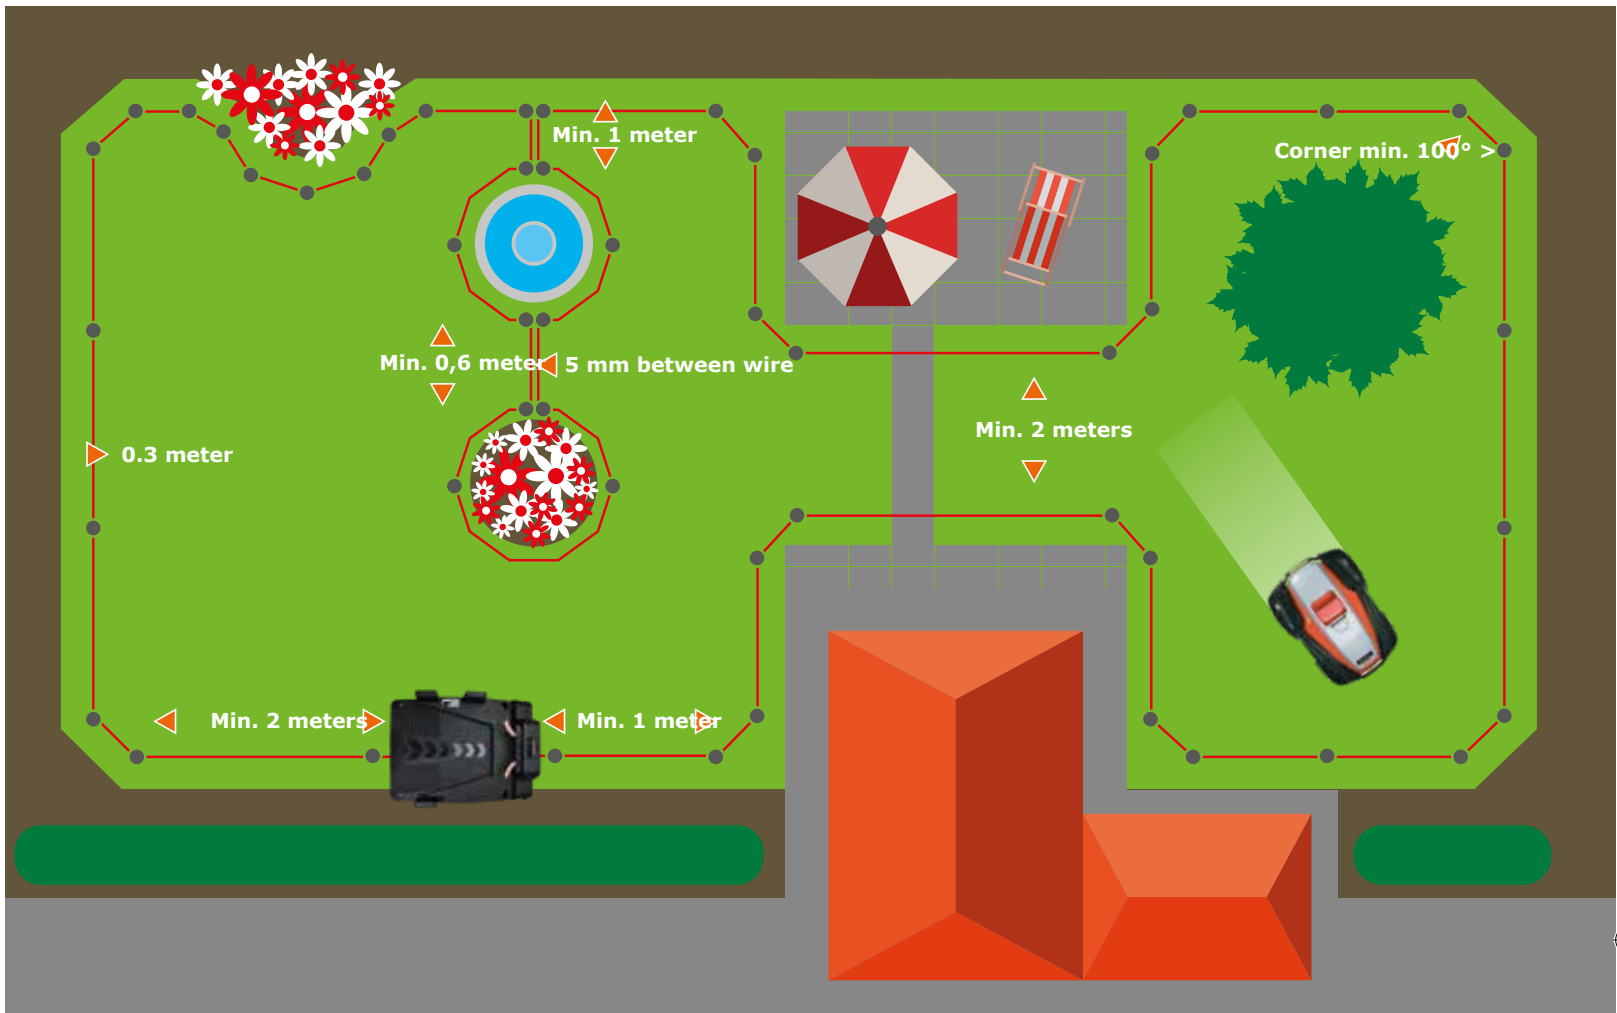 Min. 1 meter
Corner min. 100° >
Min. 0,6 meter
5 mm between wire
Min. 2 meters
0.3 meter
Min. 2 meters
Min. 1 meter